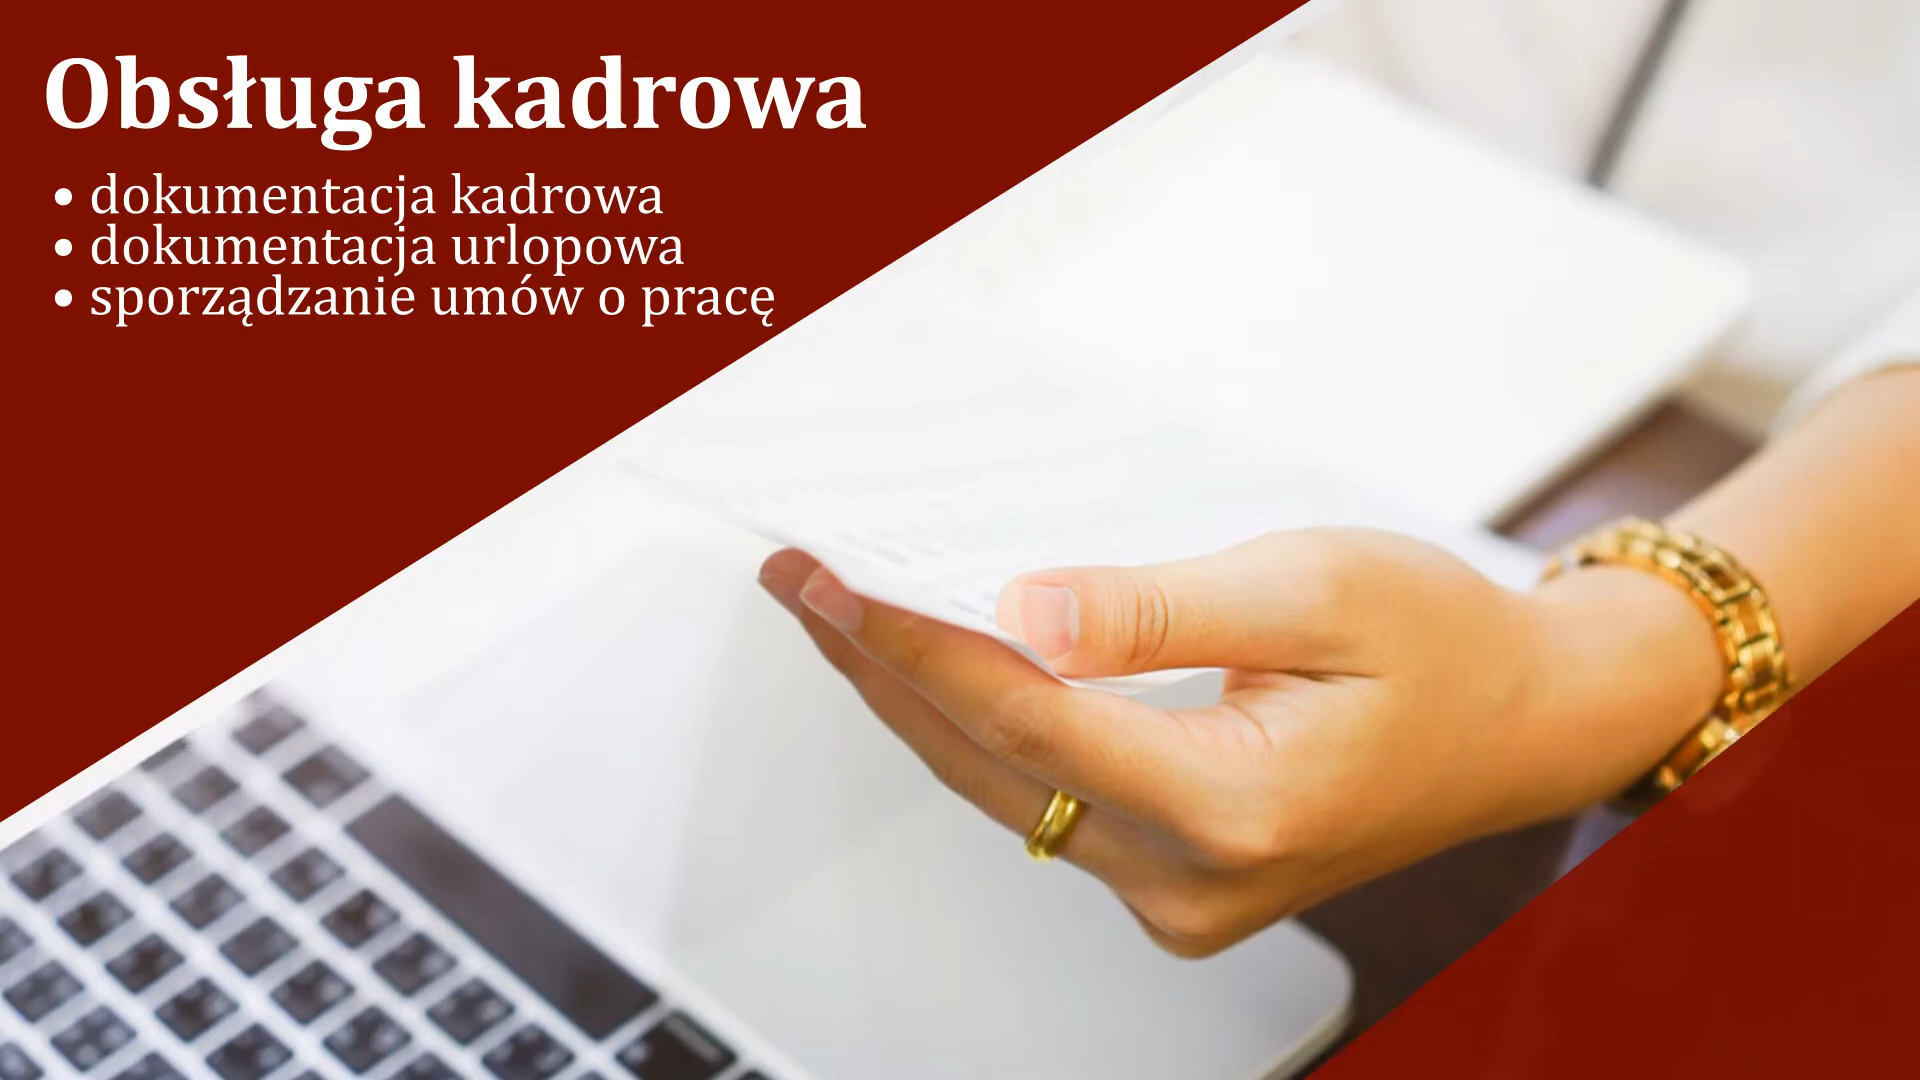 Obsługa kadrowa
• dokumentacja kadrowa
• dokumentacja urlopowa
• sporządzanie umów o pracę